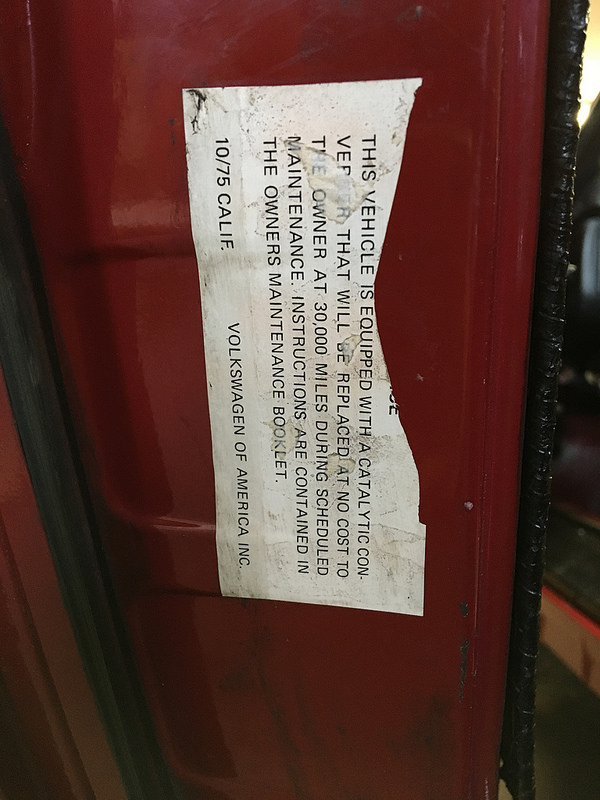 THIS VEHICLE IS EQUIPPED WITH A CATALYTIC CON-
THAT WILL BE REPLACED AT NO COST TO
THE OWNER AT 30,000 MILES DURING SCHEDULED
MAINTENANCE. INSTRUCTIONS ARE CONTAINED IN
THE OWNERS MAINTENANCE BOOKLET.
10/75 CALIF. VOLKSWAGEN OF AMERICA INC.